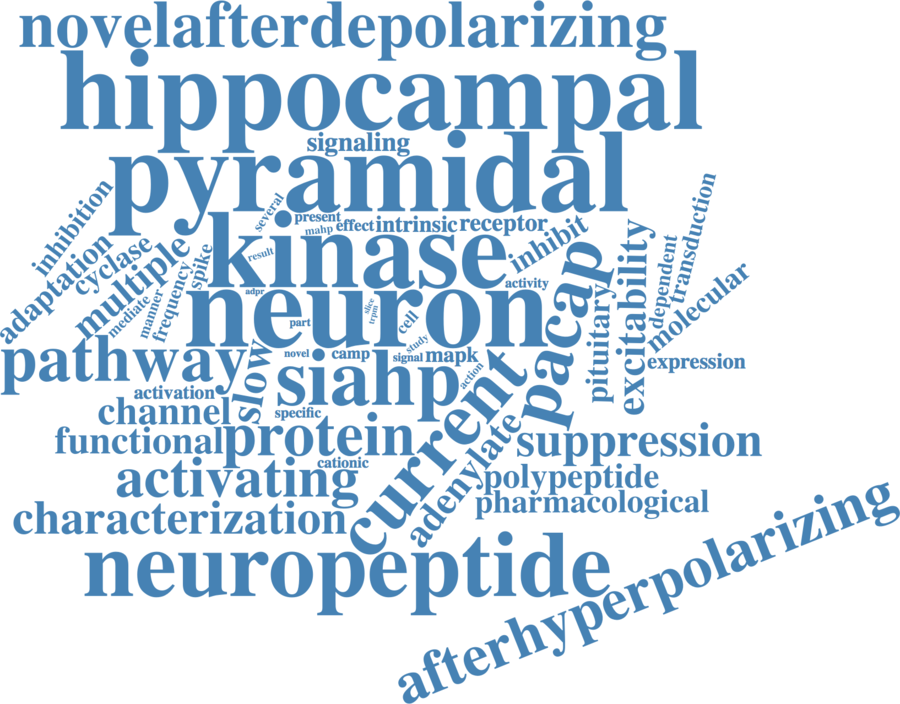 novelafterdepolarizing
hippocampal
signaling
pyramidal
inhibition
several
present
mahp
effect
intrinsic
receptor
transduction
adaptation
cyclase
multiple
spike
kinase
result
inhibit
pacap
excitability
dependent
molecular
mediate
manner
frequency
neuron
adpr
activity
pituitary
part
slice
trpm
cell
study
pathway
slow
novel
camp
signal
mapk
action
expression
siahp
activation
channel
specific
current
functional
protein
adenylate
suppression
cationic
activating
polypeptide
characterization
pharmacological
neuropeptide
afterhyperpolarizing